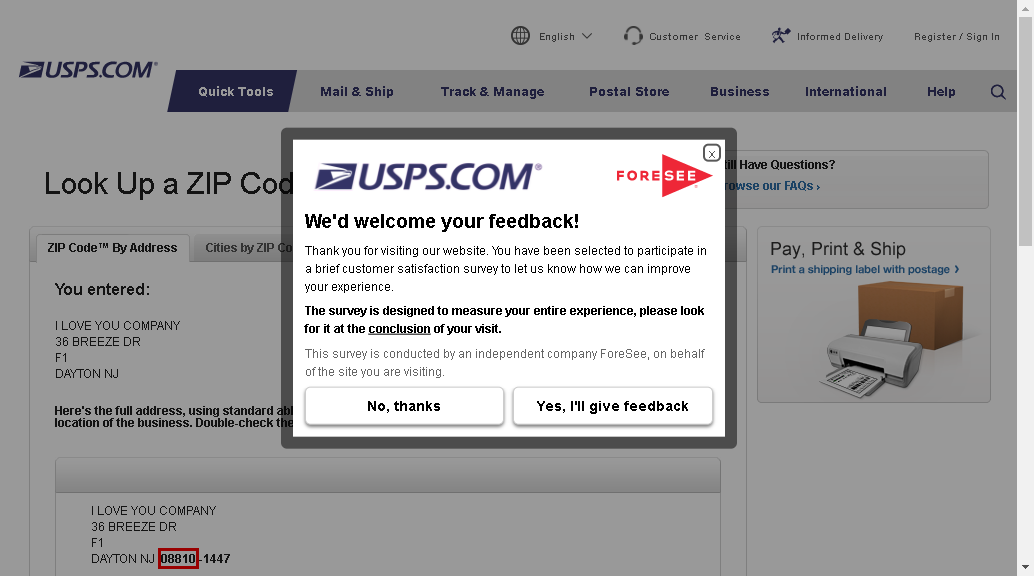 English
Customer Service
Informed Delivery
Register / Sign In
USPS.COM
Quick Tools
Mail & Ship
Track & Manage
Postal Store
Business
International
Help
Look Up a ZIP Cod
ill Have Questions?
rowse our FAQs ›
ZIP Code™ By Address
Cities by ZIP Co
You entered:
I LOVE YOU COMPANY
36 BREEZE DR
F1
DAYTON NJ
Here's the full address, using standard ab
location of the business. Double-check the
I LOVE YOU COMPANY
36 BREEZE DR
F1
DAYTON NJ 08810-1447
Pay, Print & Ship
Print a shipping label with postage ›
X
USPS.COM®
FORESEE
We'd welcome your feedback!
Thank you for visiting our website. You have been selected to participate in
a brief customer satisfaction survey to let us know how we can improve
your experience.
The survey is designed to measure your entire experience, please look
for it at the conclusion of your visit.
This survey is conducted by an independent company ForeSee, on behalf
of the site you are visiting.
No, thanks
Yes, I'll give feedback